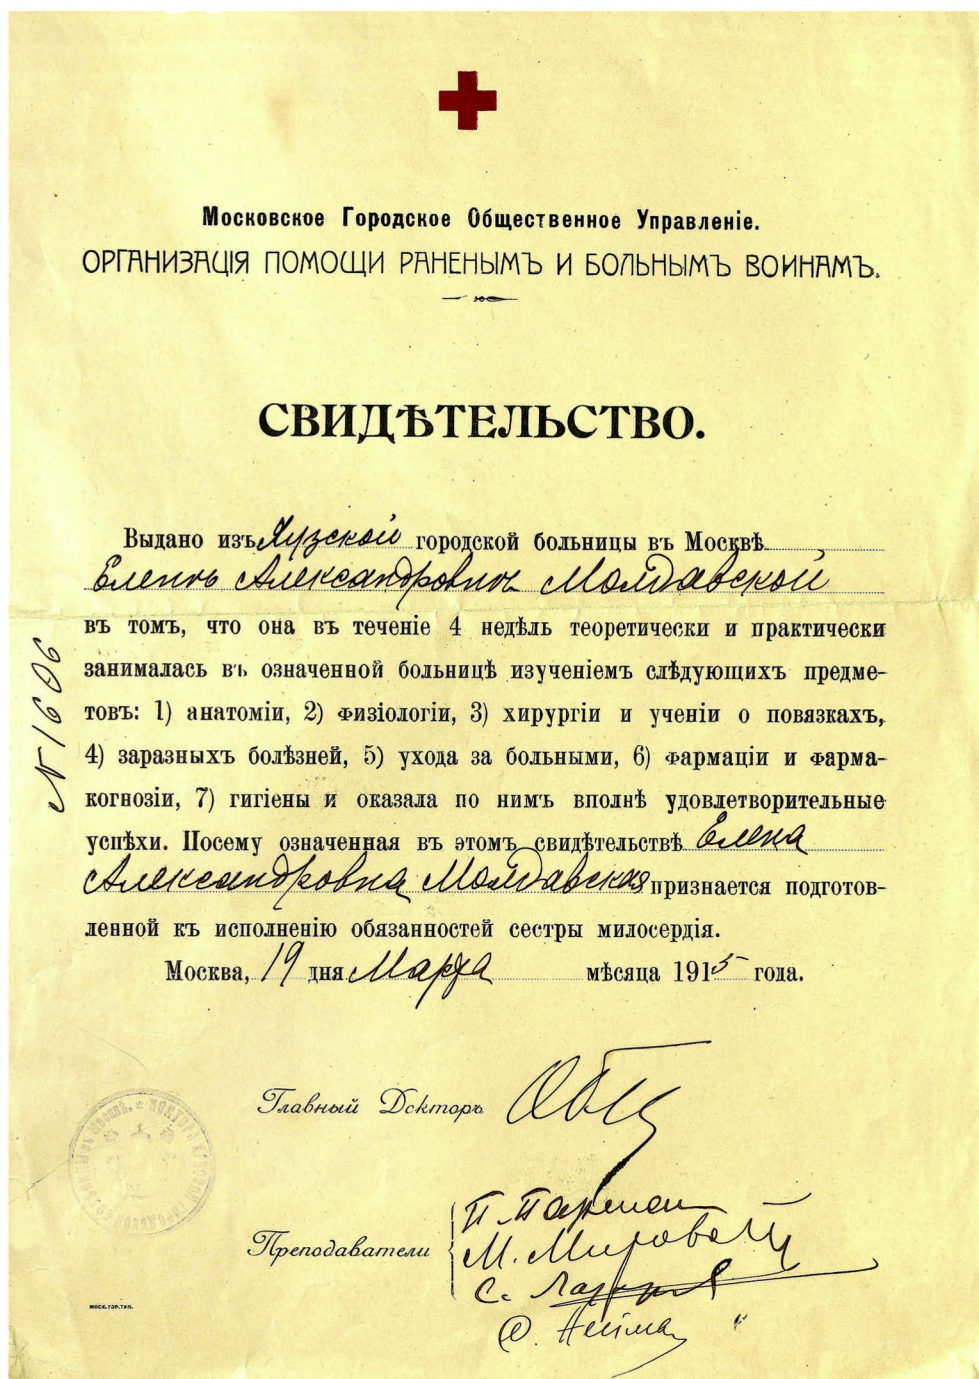 Московское Городское Общественное Управленіе.
ОРГАНИЗАЦІЯ ПОМОЩИ РАНЕНЫМЪ И БОЛЬНЫМЪ ВОИНАМЪ.
СВИДѢТЕЛЬСТВО.
Выдано изъ Яузской городской больницы въ Москвѣ
Еленѣ Александровнѣ Молдавской
въ томъ, что она въ теченіе 4 недѣль теоретически и практически
занималась въ означенной больницѣ изученіемъ слѣдующихъ предме-
товъ: 1) анатоміи, 2) физіологіи, 3) хирургіи и ученіи о повязкахъ,
4) заразныхъ болѣзней, 5) ухода за больными, 6) фармаціи и фарма-
когнозіи, 7) гигіены и оказала по нимъ вполнѣ удовлетворительные
успѣхи. Посему означенная въ этомъ свидѣтельствѣ Елена
Александровна Молдавская признается подготов-
ленной къ исполненію обязанностей сестры милосердія.
Москва, 19 дня Марта мѣсяца 1915 года.
N 1606
Главный Докторъ
Преподаватели
П.
М. Мировой
С.
МОСК.ГОР.ТИП.